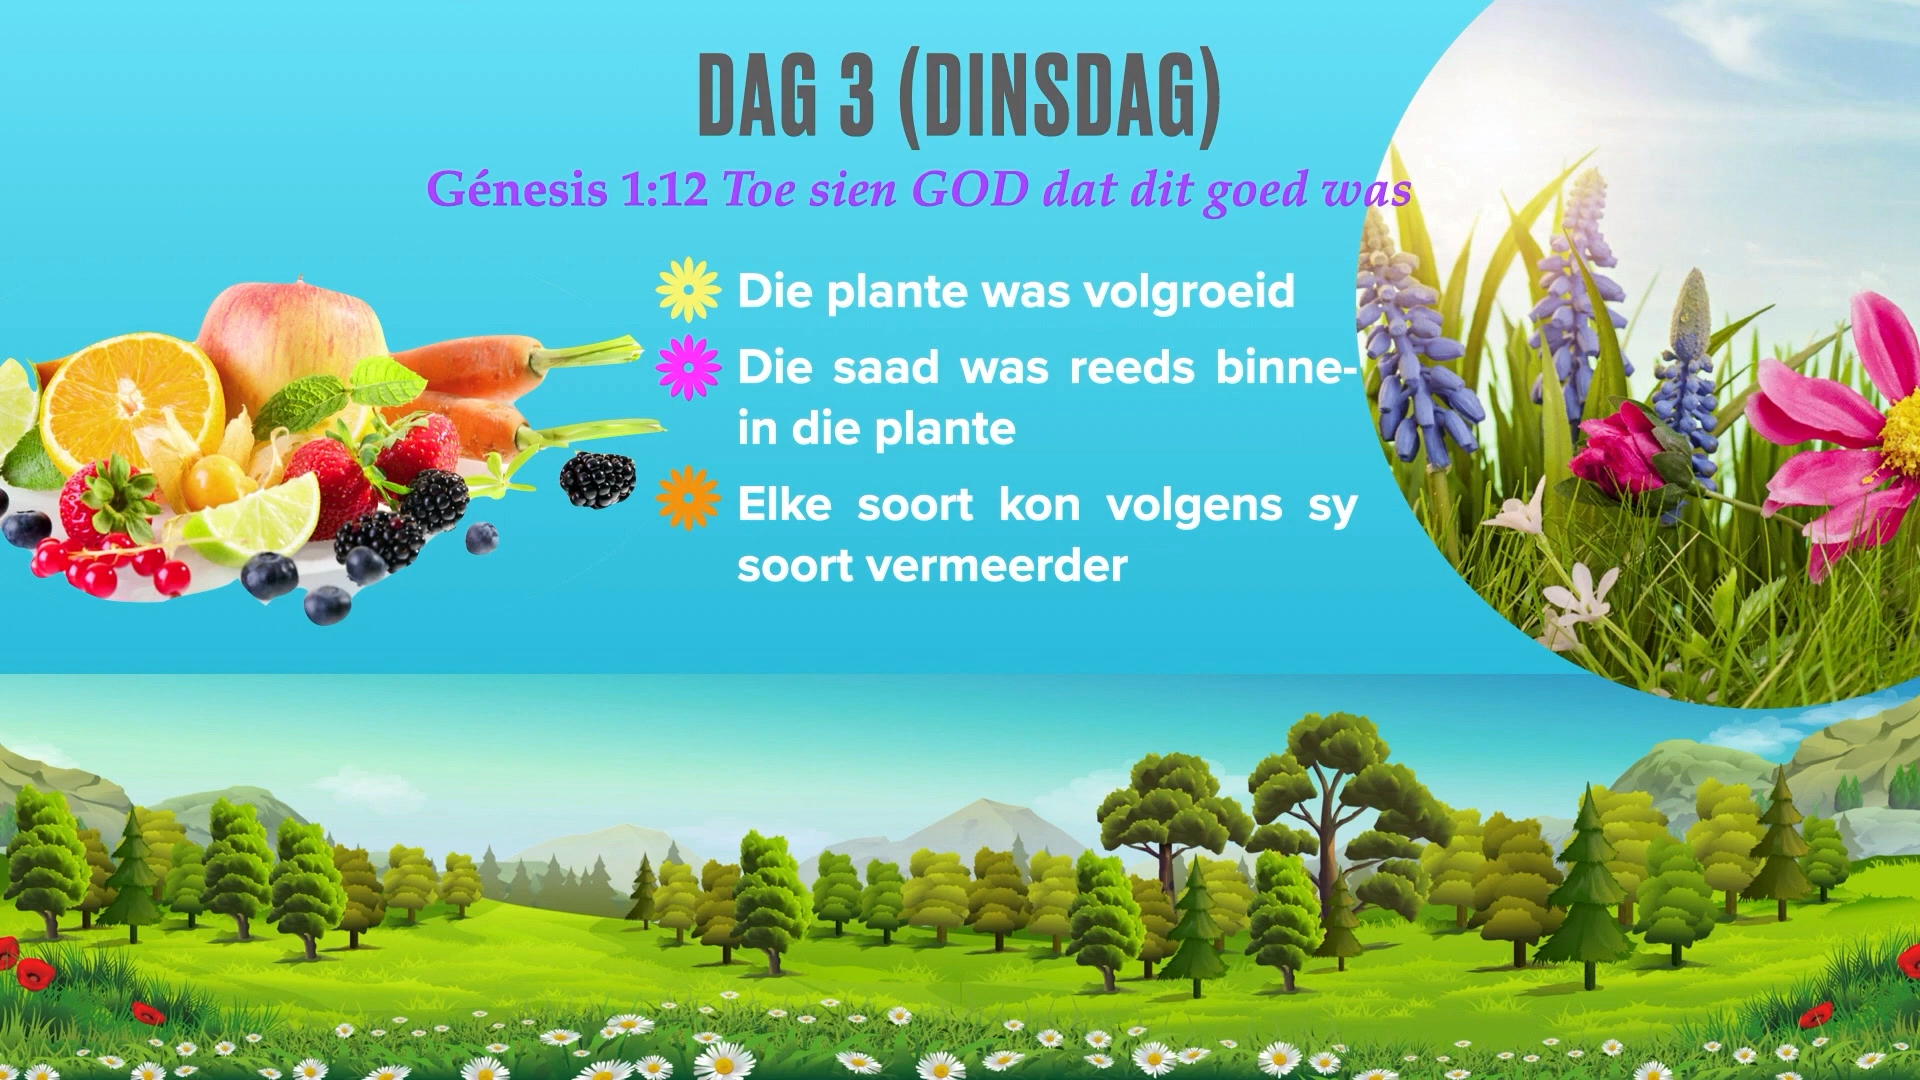 DAG 3 (DINSDAG)
Génesis 1:12 Toe sien GOD dat dit goed was
Die plante was volgroeid
Die saad was reeds binne-
in die plante
Elke soort kon volgens sy
soort vermeerder